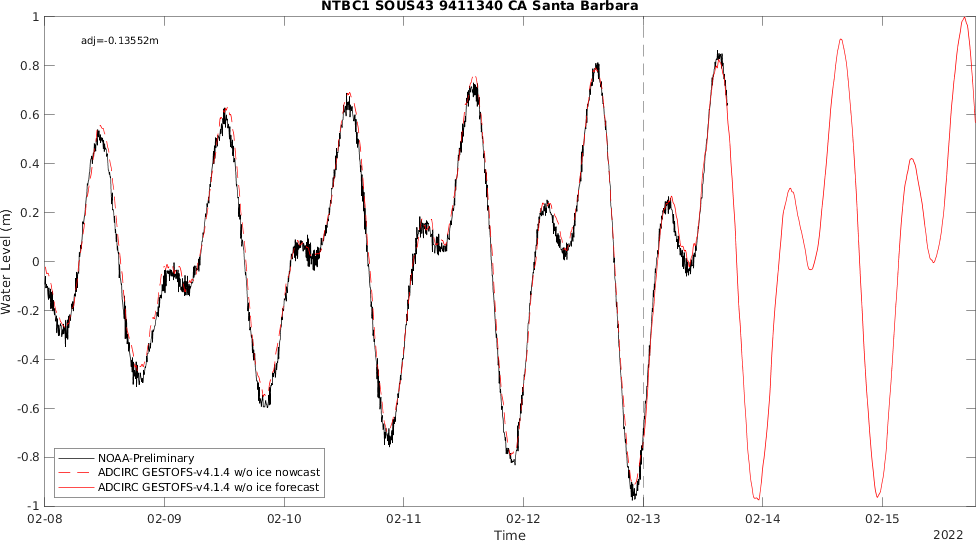 NTBC1 SOUS43 9411340 CA Santa Barbara
adj=-0.13552m
1
0.8
0.6
0.4
0.2
0
-0.2
-0.4
-0.6
-0.8
-1
Water Level (m)
NOAA-Preliminary
ADCIRC GESTOFS-v4.1.4 w/o ice nowcast
ADCIRC GESTOFS-v4.1.4 w/o ice forecast
02-08 02-09 02-10 02-11 02-12 02-13 02-14 02-15
Time
2022